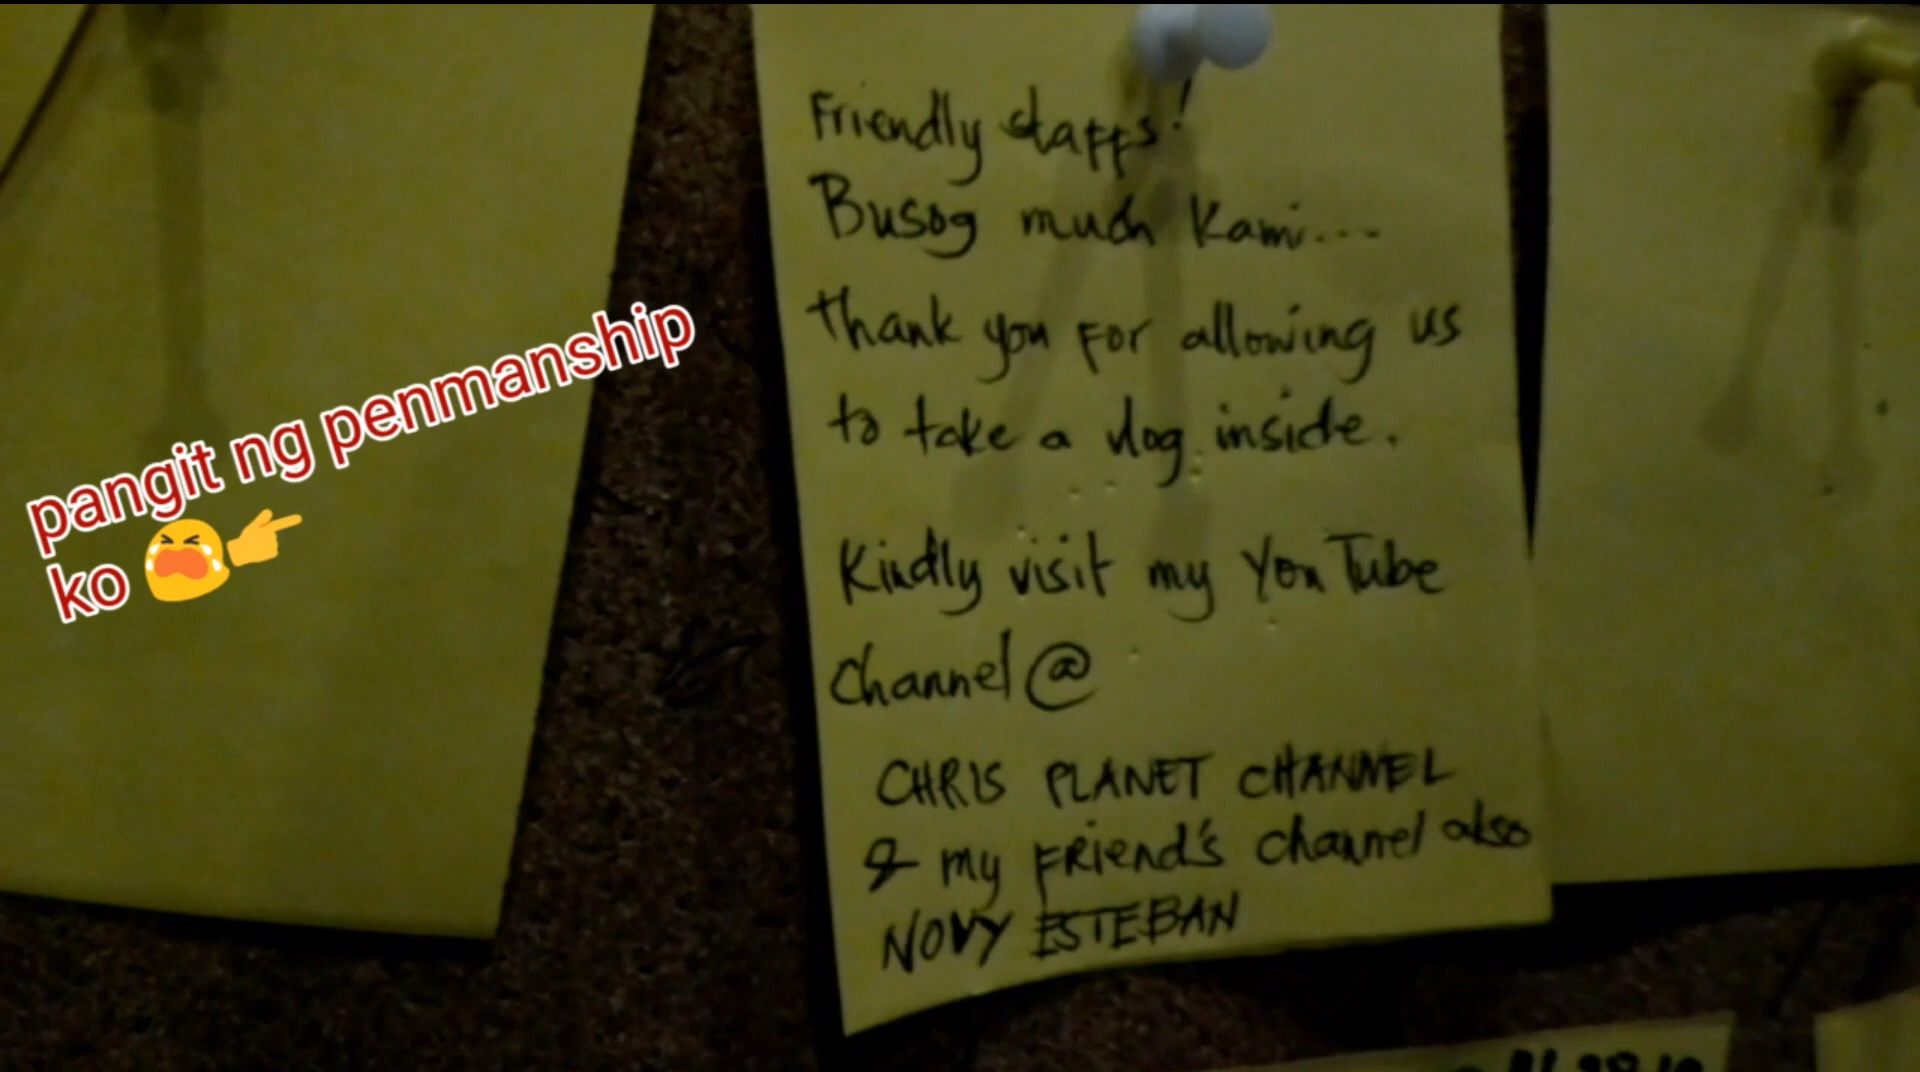 pangit ng penmanship
ko 😭👉
Friendly staffs!
Busog much kami...
Thank you for allowing us
to take a vlog inside.
Kindly visit my YouTube
Channel @
CHRIS PLANET CHANNEL
& my friend's channel also
NOVY ESTEBAN